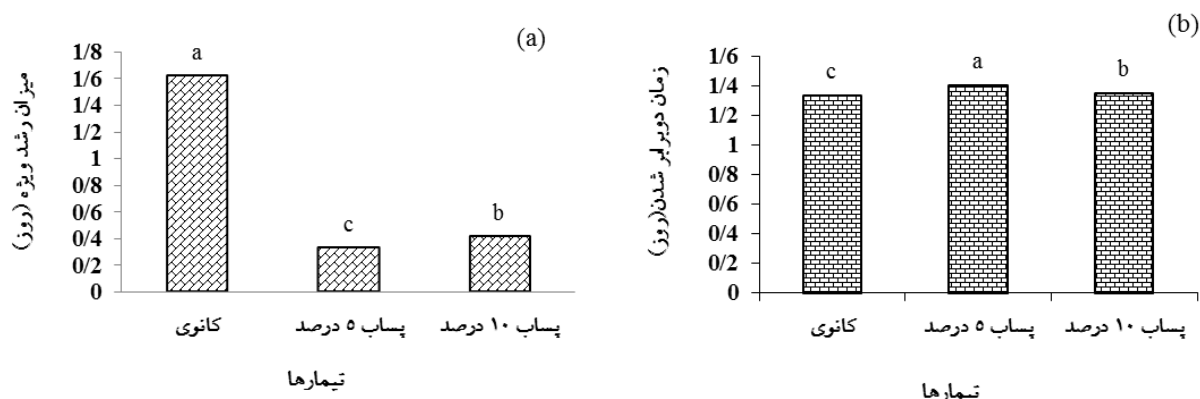 (a)
میزان رشد ویژه (روز)
1/8
1/6
1/4
1/2
1
0/8
0/6
0/4
0/2
0
a
c
b
کانوی
پساب ۵ درصد
پساب ۱۰ درصد
تیمارها
(b)
زمان دوبرابر شدن(روز)
1/6
1/4
1/2
1
0/8
0/6
0/4
0/2
0
c
a
b
کانوی
پساب ۵ درصد
پساب ۱۰ درصد
تیمارها